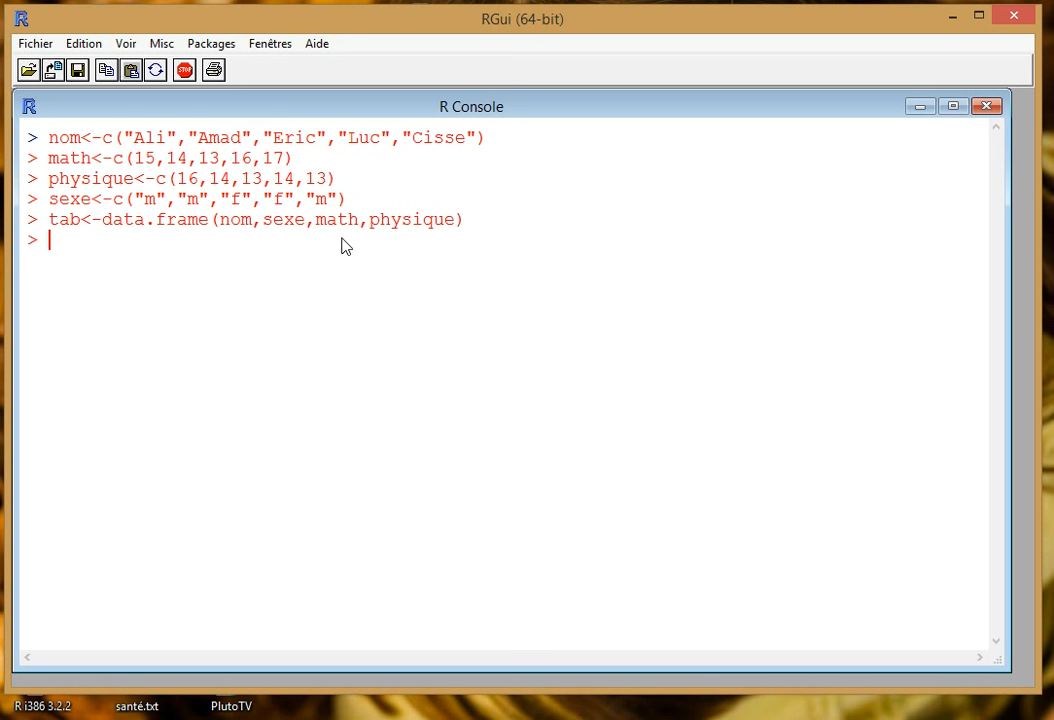 RGui (64-bit)
Fichier Edition Voir Misc Packages Fenêtres Aide
STOP
R Console
> nom<-c("Ali","Amad","Eric","Luc","Cisse")
> math<-c(15,14,13,16,17)
> physique<-c(16,14,13,14,13)
> sexe<-c("m","m","f","f","m")
> tab<-data.frame(nom,sexe,math,physique)
>
R i386 3.2.2 santé.txt PlutoTV